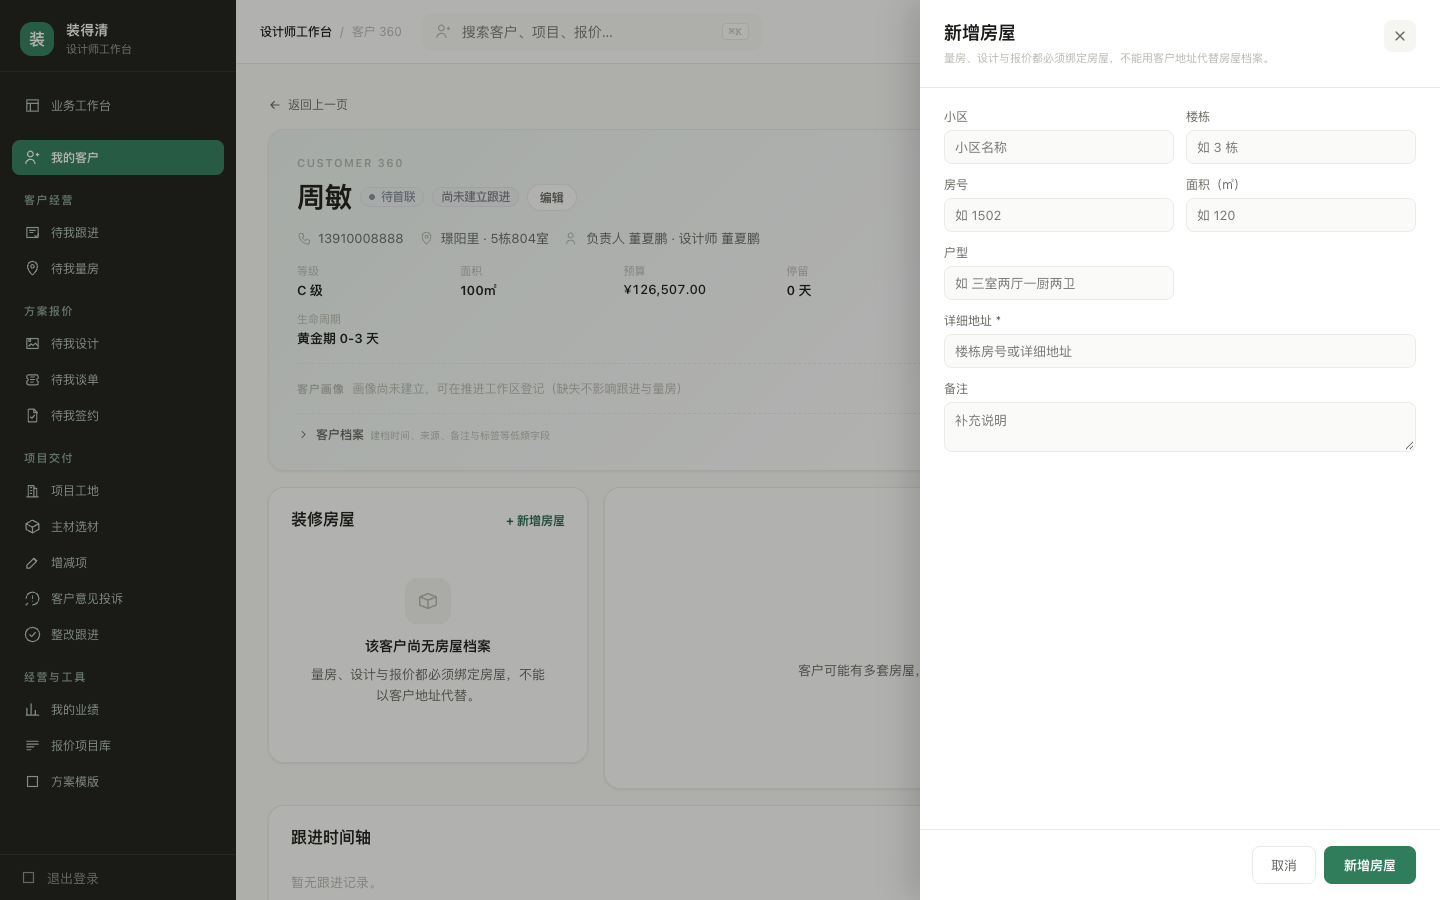 装
装得清
设计师工作台
业务工作台
我的客户
客户经营
待我跟进
待我量房
方案报价
待我设计
待我谈单
待我签约
项目交付
项目工地
主材选材
增减项
客户意见投诉
整改跟进
经营与工具
我的业绩
报价项目库
方案模版
退出登录
设计师工作台 / 客户 360
搜索客户、项目、报价... ⌘K
返回上一页
CUSTOMER 360
周敏 待首联 尚未建立跟进 编辑
13910008888 璟阳里 · 5栋804室 负责人 董夏鹏 · 设计师 董夏鹏
等级 面积 预算 停留
C 级 100㎡ ¥126,507.00 0 天
生命周期
黄金期 0-3 天
客户画像 画像尚未建立，可在推进工作区登记（缺失不影响跟进与量房）
客户档案 建档时间、来源、备注与标签等低频字段
装修房屋 + 新增房屋
该客户尚无房屋档案
量房、设计与报价都必须绑定房屋，不能
以客户地址代替。
客户可能有多套房屋，
跟进时间轴
暂无跟进记录。
新增房屋
量房、设计与报价都必须绑定房屋，不能用客户地址代替房屋档案。
小区 楼栋
小区名称 如 3 栋
房号 面积（㎡）
如 1502 如 120
户型
如 三室两厅一厨两卫
详细地址 *
楼栋房号或详细地址
备注
补充说明
取消 新增房屋